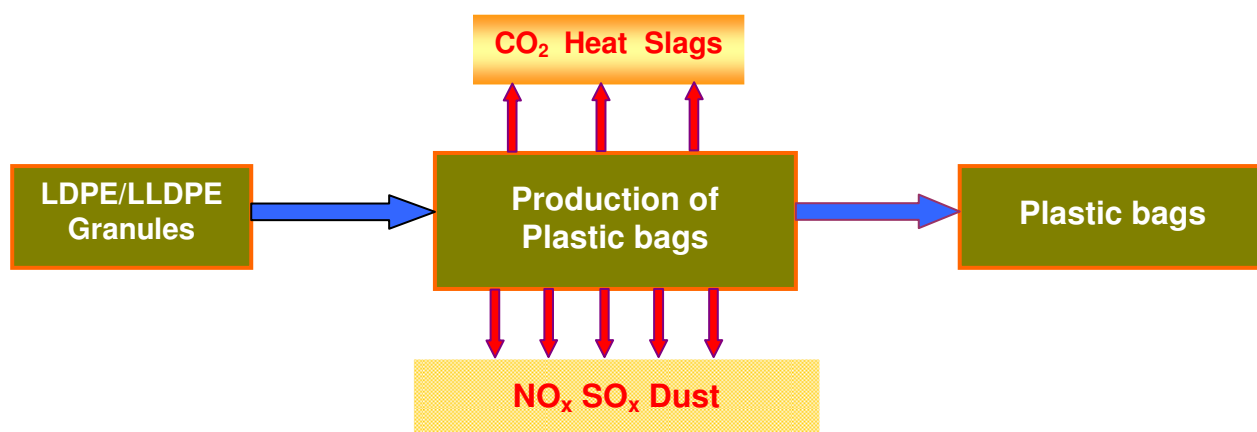 CO₂ Heat Slags
LDPE/LLDPE
Granules
Production of
Plastic bags
Plastic bags
NOₓ SOₓ Dust